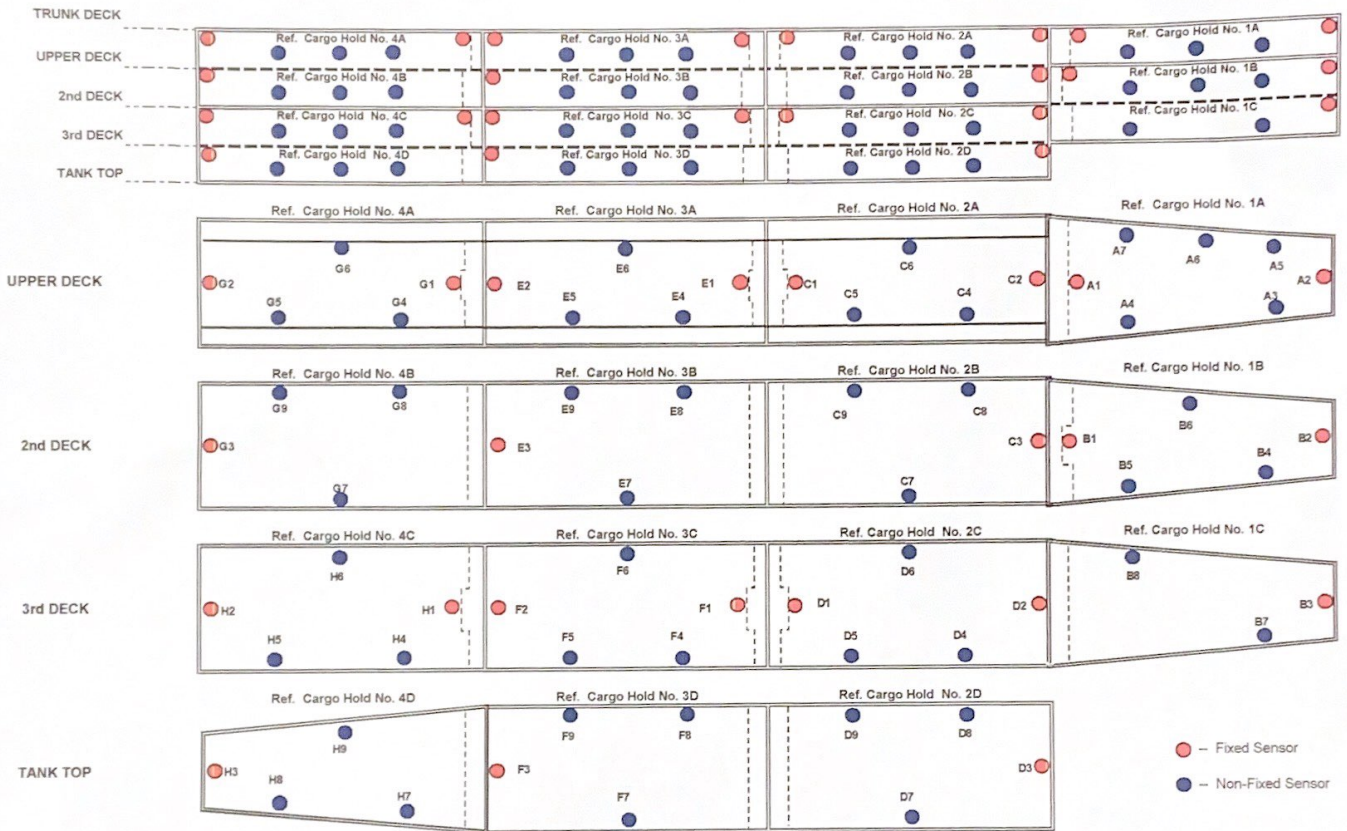 TRUNK DECK
Ref. Cargo Hold No. 4A
Ref. Cargo Hold No. 3A
Ref. Cargo Hold No. 2A
Ref. Cargo Hold No. 1A
UPPER DECK
Ref. Cargo Hold No. 4B
Ref. Cargo Hold No. 3B
Ref. Cargo Hold No. 2B
Ref. Cargo Hold No. 1B
2nd DECK
Ref. Cargo Hold No. 4C
Ref. Cargo Hold No. 3C
Ref. Cargo Hold No. 2C
Ref. Cargo Hold No. 1C
3rd DECK
Ref. Cargo Hold No. 4D
Ref. Cargo Hold No. 3D
Ref. Cargo Hold No. 2D
TANK TOP
Ref. Cargo Hold No. 4A
Ref. Cargo Hold No. 3A
Ref. Cargo Hold No. 2A
Ref. Cargo Hold No. 1A
UPPER DECK
G6
G2
G1
G5
G4
E6
E2
E1
E5
E4
C6
C1
C2
C5
C4
A7
A6
A5
A1
A2
A4
A3
Ref. Cargo Hold No. 4B
Ref. Cargo Hold No. 3B
Ref. Cargo Hold No. 2B
Ref. Cargo Hold No. 1B
2nd DECK
G9
G8
G3
G7
E9
E8
E3
E7
C9
C8
C3
C7
B6
B1
B2
B5
B4
Ref. Cargo Hold No. 4C
Ref. Cargo Hold No. 3C
Ref. Cargo Hold No. 2C
Ref. Cargo Hold No. 1C
3rd DECK
H6
H2
H1
H5
H4
F6
F2
F1
F5
F4
D6
D1
D2
D5
D4
B8
B3
B7
Ref. Cargo Hold No. 4D
Ref. Cargo Hold No. 3D
Ref. Cargo Hold No. 2D
TANK TOP
H9
H3
H8
H7
F9
F8
F3
F7
D9
D8
D3
D7
– Fixed Sensor
– Non-Fixed Sensor